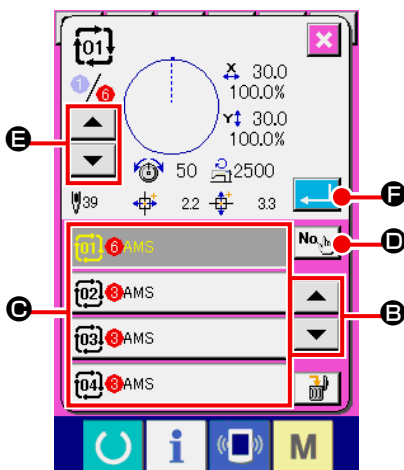 01
X 30.0
100.0%
1/6
Y 30.0
100.0%
E
50 2500
F
39 2.2 3.3
No.
D
01 6 AMS
02 3 AMS
B
C
03 3 AMS
04 3 AMS
i M